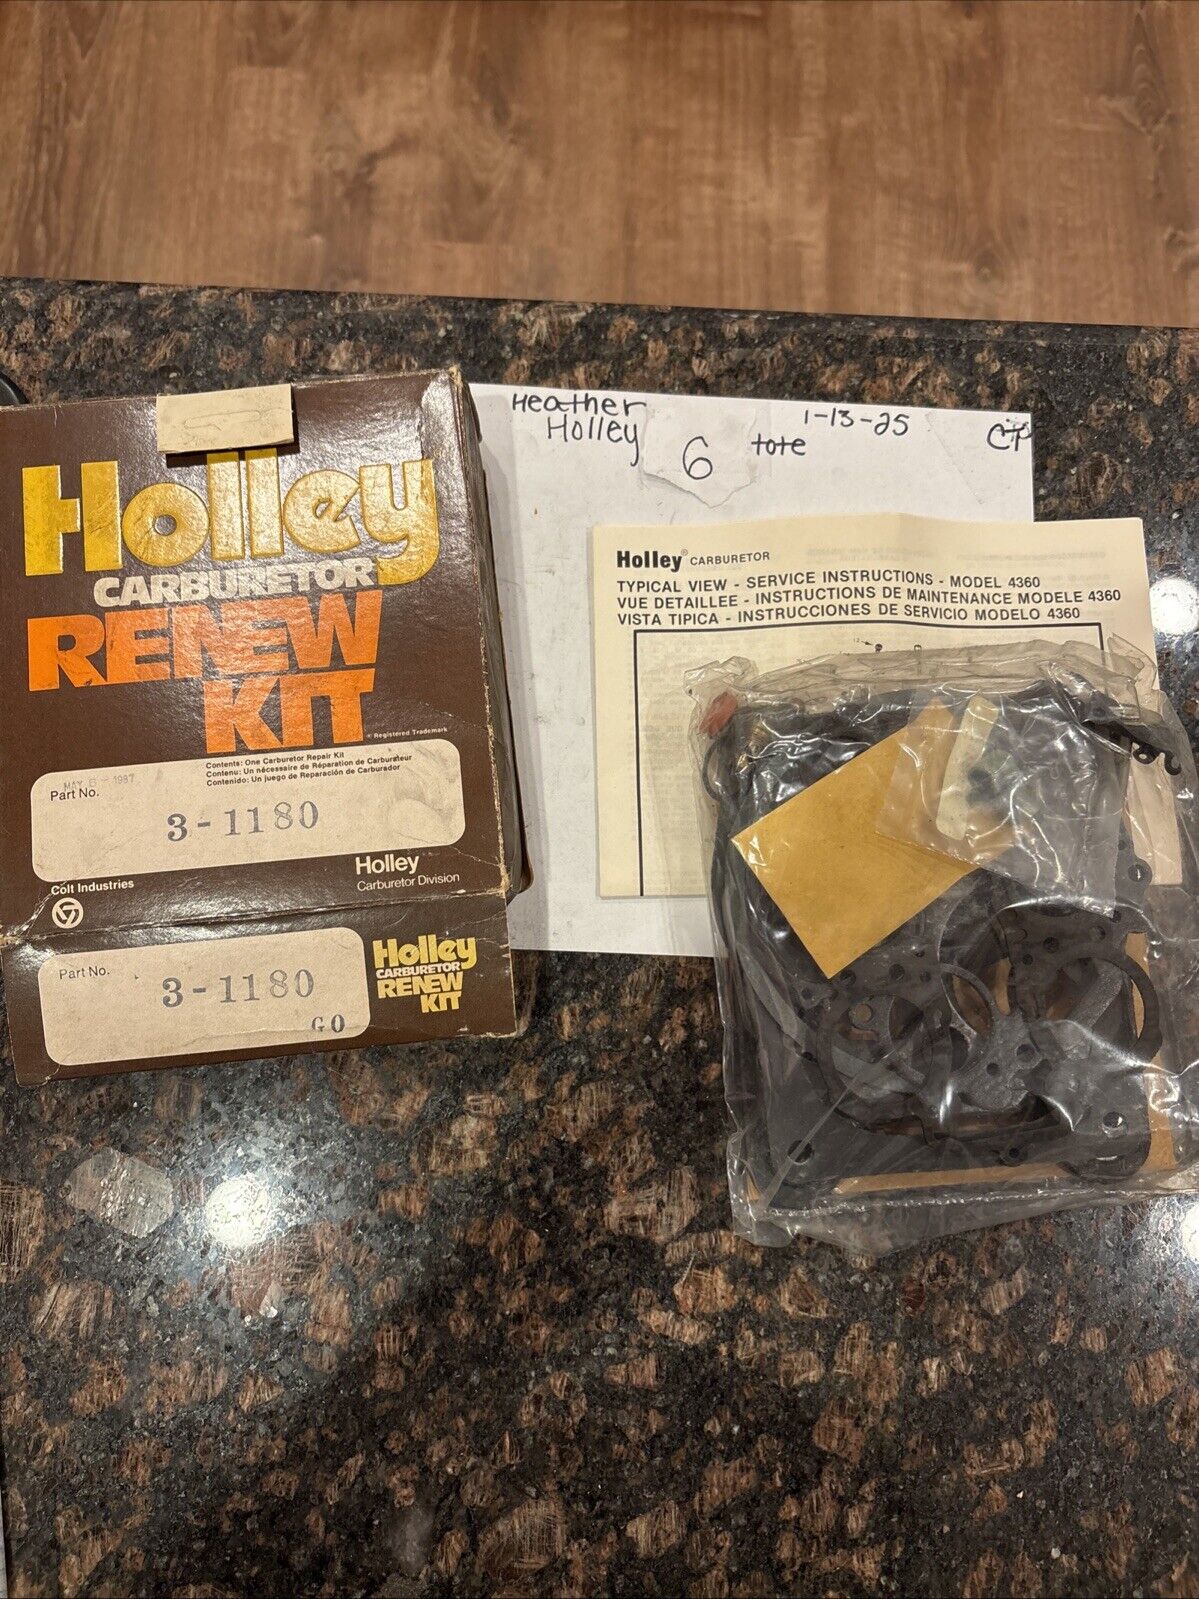 Holley
CARBURETOR
RENEW
KIT
® Registered Trademark
Contents: One Carburetor Repair Kit
Contenu: Un nécessaire de Réparation de Carburateur
Contenido: Un Juego de Reparación de Carburador
MAY 5 - 1987
Part No.
3-1180
Holley
Carburetor Division
Colt Industries
Part No.
3-1180
GO
Holley
CARBURETOR
RENEW
KIT
Heather
Holley
6
tote
1-13-25
CTP
Holley® CARBURETOR
TYPICAL VIEW - SERVICE INSTRUCTIONS - MODEL 4360
VUE DETAILLEE - INSTRUCTIONS DE MAINTENANCE MODELE 4360
VISTA TIPICA - INSTRUCCIONES DE SERVICIO MODELO 4360
12